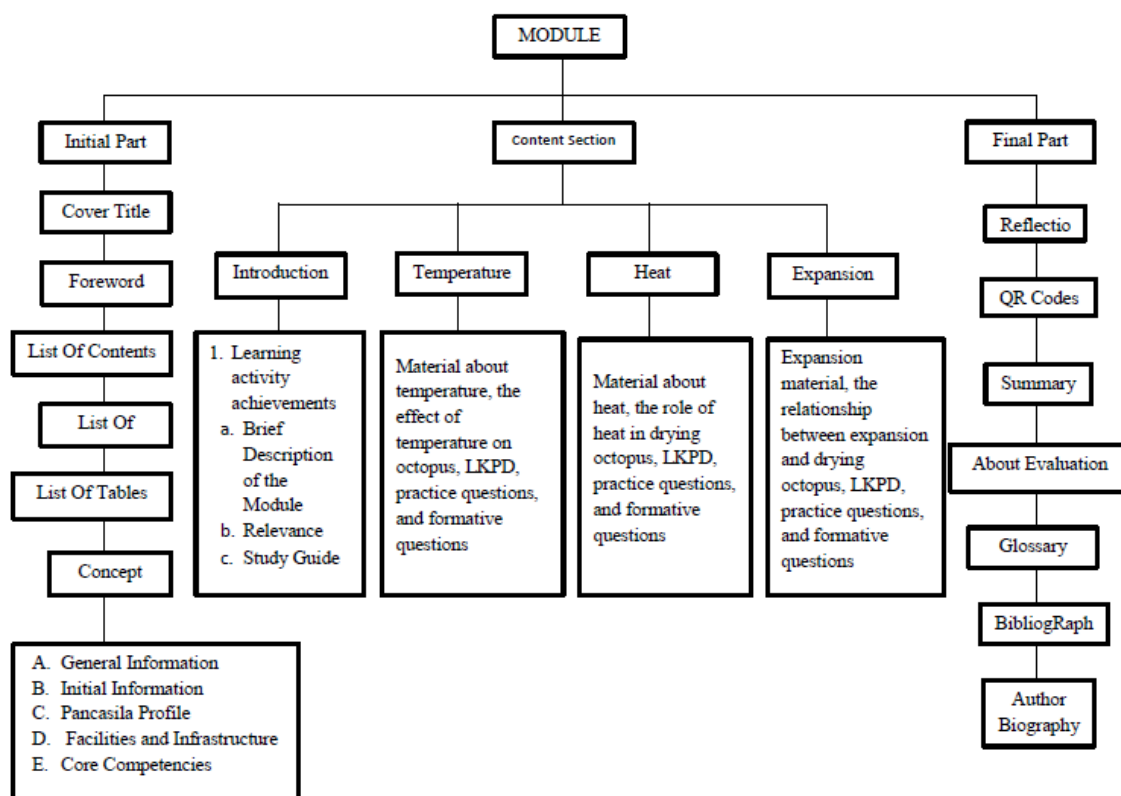 MODULE
Initial Part
Cover Title
Foreword
List Of Contents
List Of
List Of Tables
Concept
A. General Information
B. Initial Information
C. Pancasila Profile
D. Facilities and Infrastructure
E. Core Competencies
Content Section
Introduction
1. Learning
activity
achievements
a. Brief
Description
of the
Module
b. Relevance
c. Study Guide
Temperature
Material about
temperature, the
effect of
temperature on
octopus, LKPD,
practice questions,
and formative
questions
Heat
Material about
heat, the role of
heat in drying
octopus, LKPD,
practice questions,
and formative
questions
Expansion
Expansion
material, the
relationship
between expansion
and drying
octopus, LKPD,
practice questions,
and formative
questions
Final Part
Reflectio
QR Codes
Summary
About Evaluation
Glossary
BibliogRaph
Author
Biography